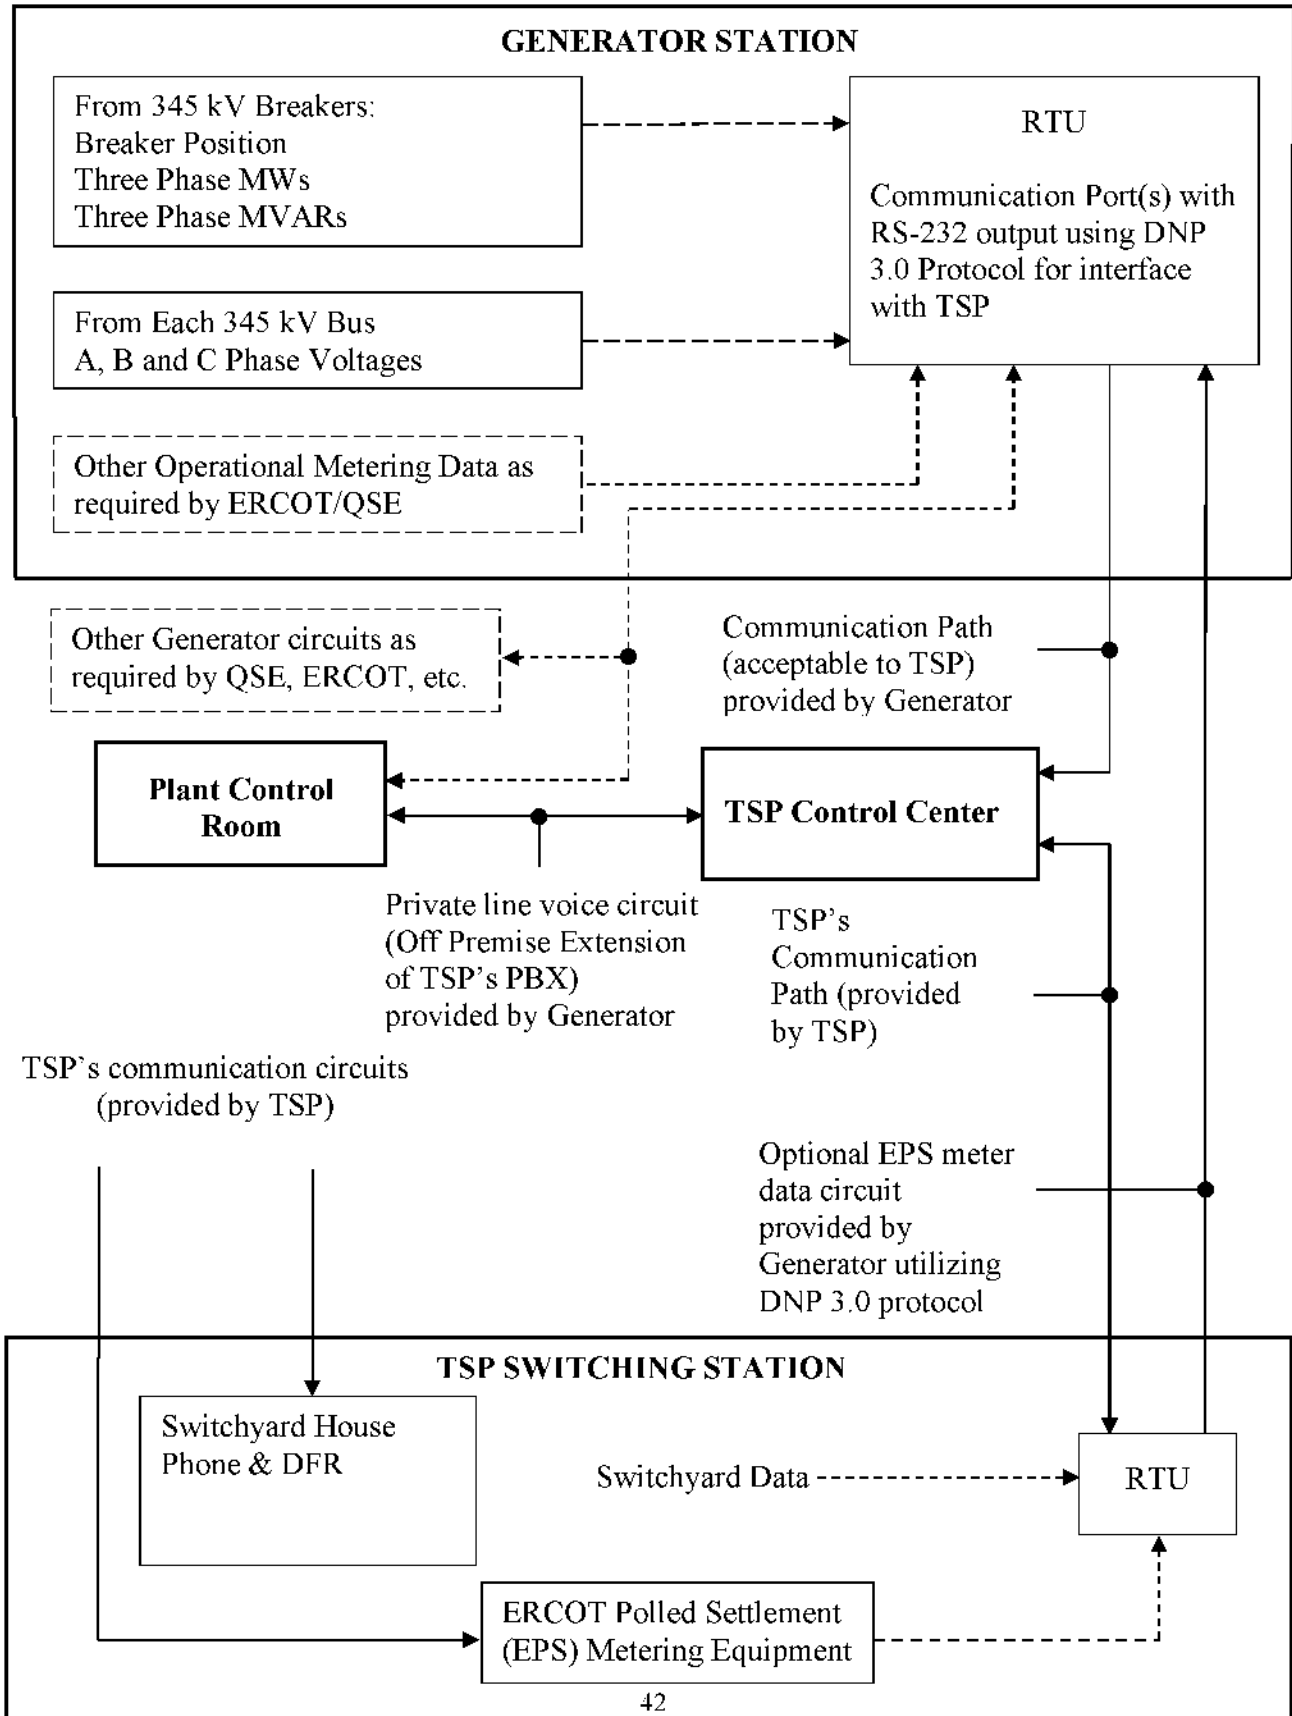 GENERATOR STATION
From 345 kV Breakers:
Breaker Position
Three Phase MWs
Three Phase MVARs
RTU
Communication Port(s) with
RS-232 output using DNP
3.0 Protocol for interface
with TSP
From Each 345 kV Bus
A, B and C Phase Voltages
Other Operational Metering Data as
required by ERCOT/QSE
Other Generator circuits as
required by QSE, ERCOT, etc.
Communication Path
(acceptable to TSP)
provided by Generator
Plant Control
Room
TSP Control Center
Private line voice circuit
(Off Premise Extension
of TSP's PBX)
provided by Generator
TSP's
Communication
Path (provided
by TSP)
TSP's communication circuits
(provided by TSP)
Optional EPS meter
data circuit
provided by
Generator utilizing
DNP 3.0 protocol
TSP SWITCHING STATION
Switchyard House
Phone & DFR
Switchyard Data
RTU
ERCOT Polled Settlement
(EPS) Metering Equipment
42